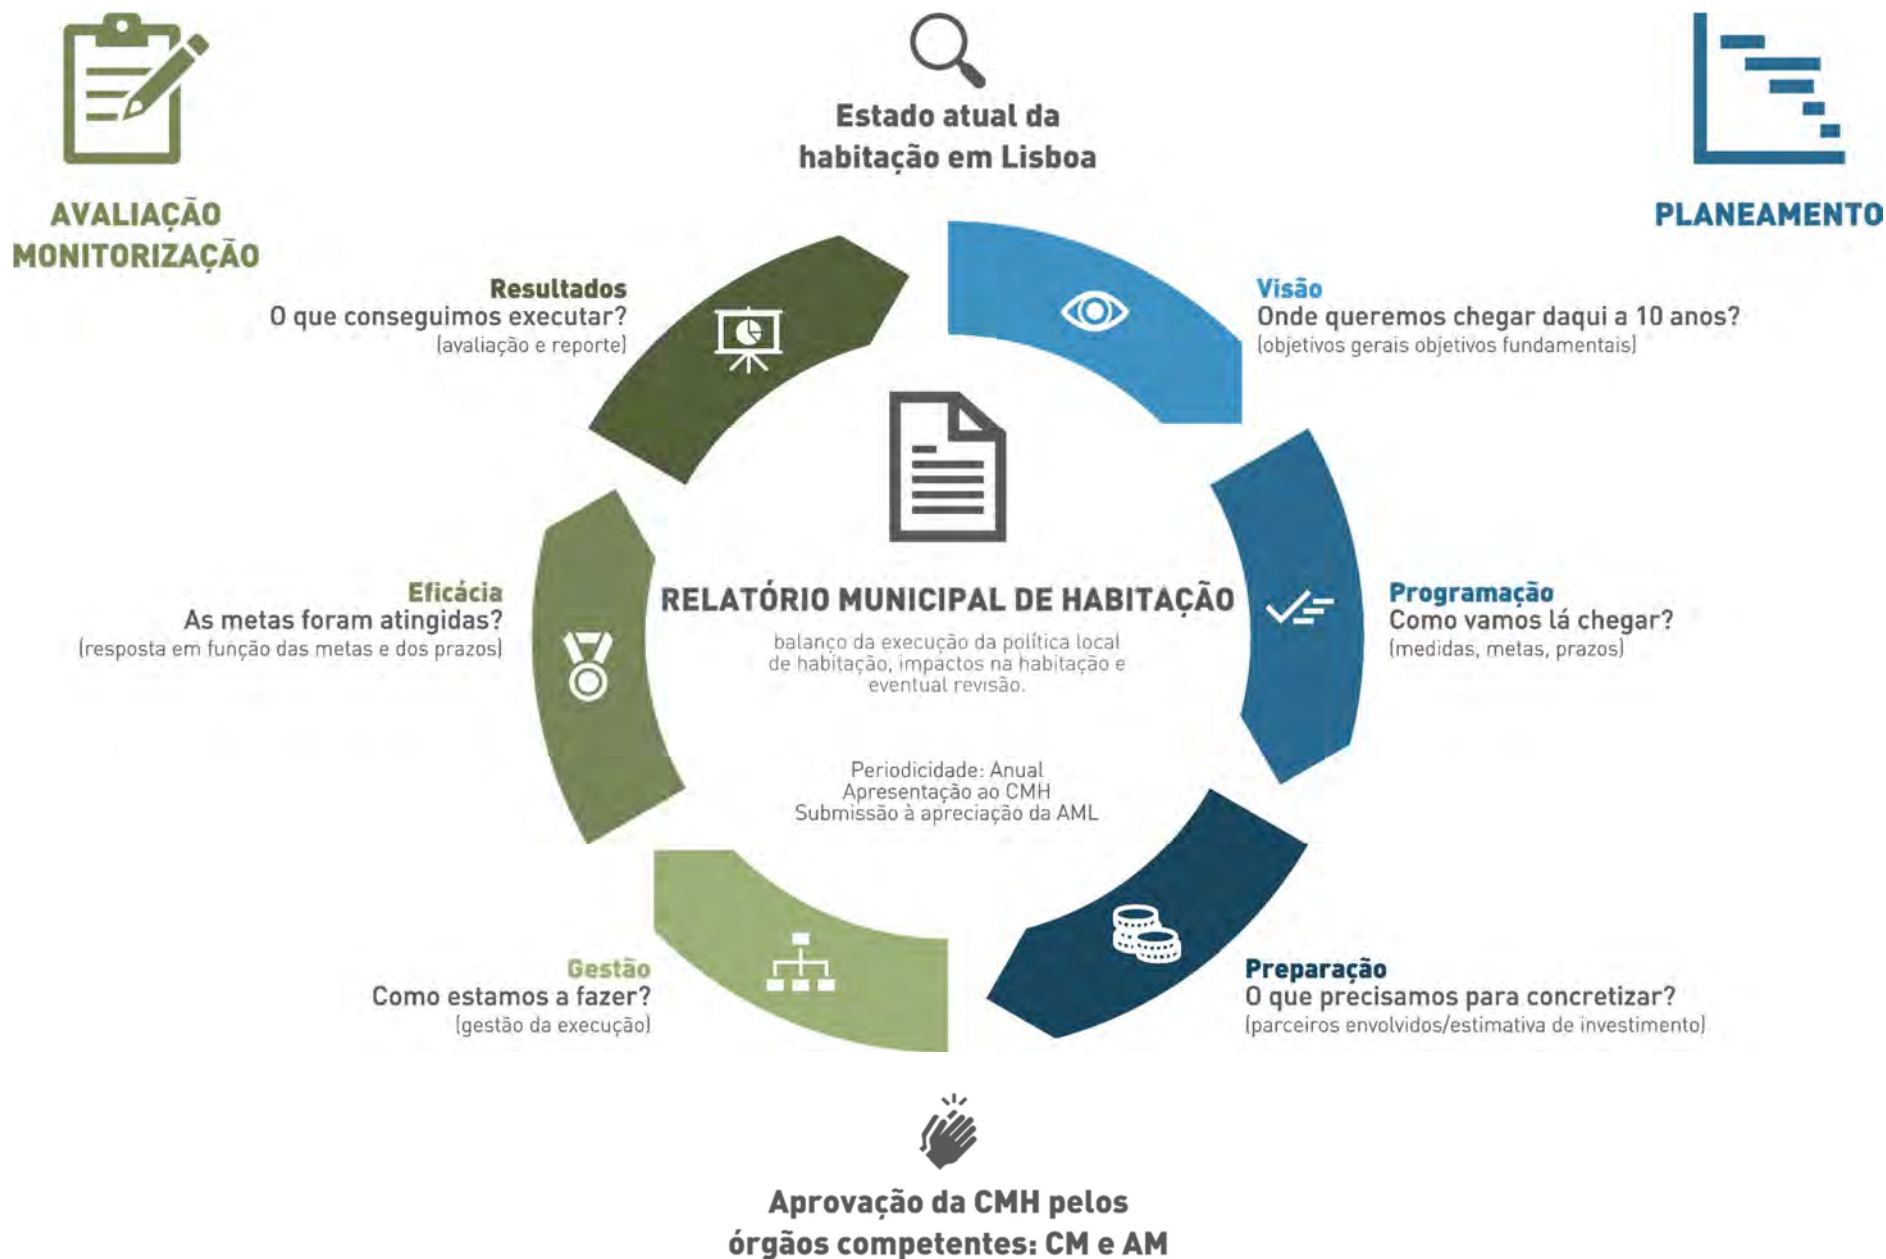 AVALIAÇÃO
MONITORIZAÇÃO
Estado atual da
habitação em Lisboa
PLANEAMENTO
Resultados
O que conseguimos executar?
(avaliação e reporte)
Visão
Onde queremos chegar daqui a 10 anos?
(objetivos gerais objetivos fundamentais)
Eficácia
As metas foram atingidas?
(resposta em função das metas e dos prazos)
RELATÓRIO MUNICIPAL DE HABITAÇÃO
balanço da execução da política local
de habitação, impactos na habitação e
eventual revisão.
Periodicidade: Anual
Apresentação ao CMH
Submissão à apreciação da AML
Programação
Como vamos lá chegar?
(medidas, metas, prazos)
Gestão
Como estamos a fazer?
(gestão da execução)
Preparação
O que precisamos para concretizar?
(parceiros envolvidos/estimativa de investimento)
Aprovação da CMH pelos
órgãos competentes: CM e AM